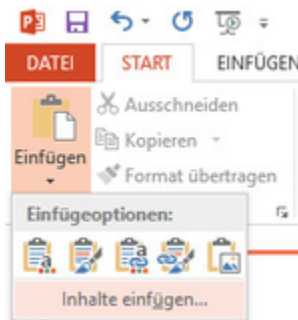 DATEI START EINFÜGEN
Ausschneiden
Kopieren
Einfügen
Format übertragen
Einfügeoptionen:
Inhalte einfügen...